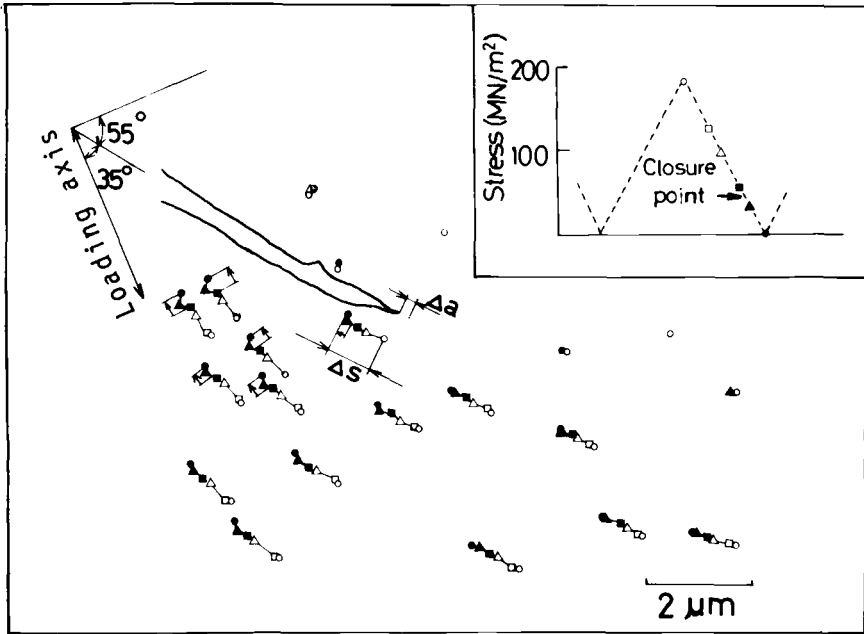 55°
35°
Loading axis
Δa
Δs
2 μm
Stress (MN/m²)
200
100
Closure
point